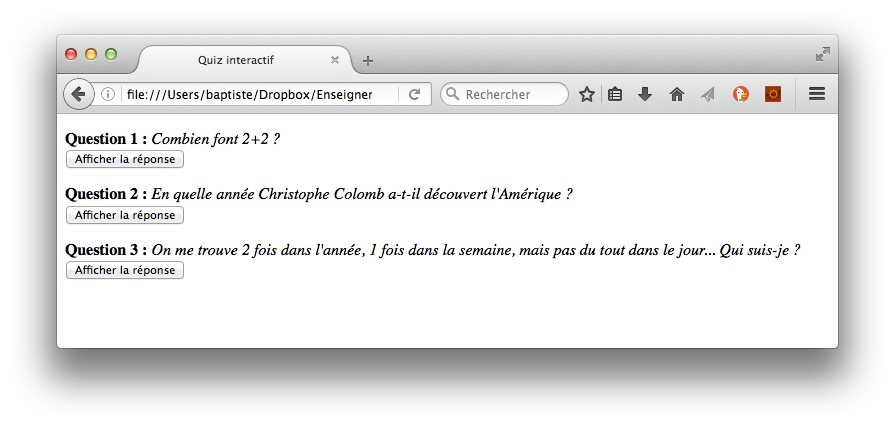 Quiz interactif
file:///Users/baptiste/Dropbox/Enseigner
Rechercher
Question 1 : Combien font 2+2 ?
Afficher la réponse
Question 2 : En quelle année Christophe Colomb a-t-il découvert l'Amérique ?
Afficher la réponse
Question 3 : On me trouve 2 fois dans l'année, 1 fois dans la semaine, mais pas du tout dans le jour... Qui suis-je ?
Afficher la réponse